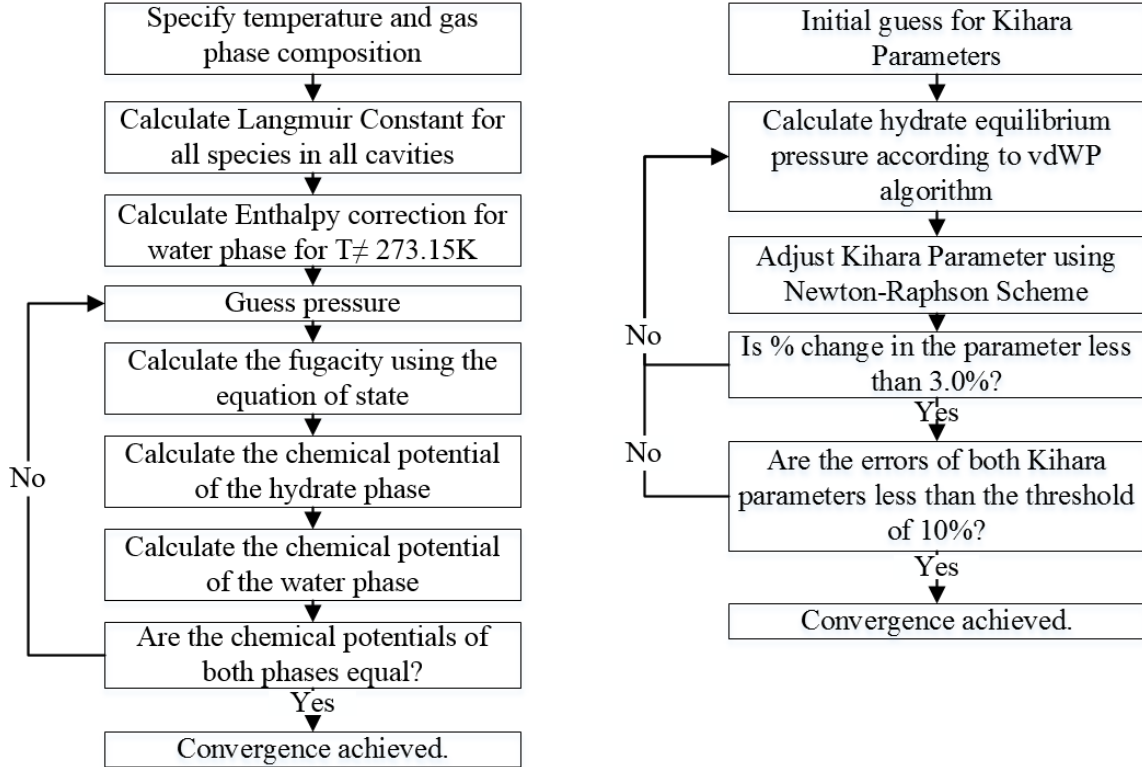 Specify temperature and gas
phase composition
Calculate Langmuir Constant for
all species in all cavities
Calculate Enthalpy correction for
water phase for T≠ 273.15K
Guess pressure
Calculate the fugacity using the
equation of state
Calculate the chemical potential
of the hydrate phase
Calculate the chemical potential
of the water phase
Are the chemical potentials of
both phases equal?
No
Yes
Convergence achieved.
Initial guess for Kihara
Parameters
Calculate hydrate equilibrium
pressure according to vdWP
algorithm
Adjust Kihara Parameter using
Newton-Raphson Scheme
No
Is % change in the parameter less
than 3.0%?
Yes
No
Are the errors of both Kihara
parameters less than the threshold
of 10%?
Yes
Convergence achieved.